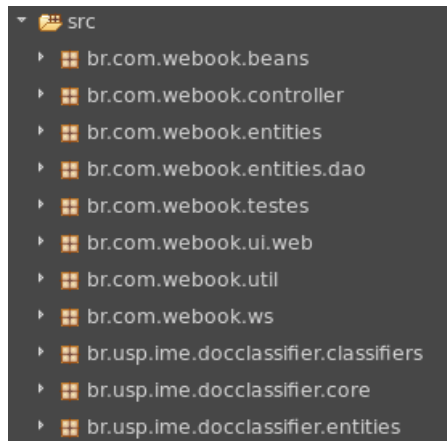 src
br.com.webook.beans
br.com.webook.controller
br.com.webook.entities
br.com.webook.entities.dao
br.com.webook.testes
br.com.webook.ui.web
br.com.webook.util
br.com.webook.ws
br.usp.ime.docclassifier.classifiers
br.usp.ime.docclassifier.core
br.usp.ime.docclassifier.entities